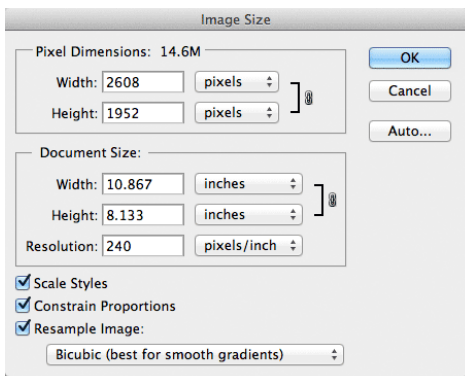 Image Size
Pixel Dimensions: 14.6M
Width: 2608 pixels
Height: 1952 pixels
Document Size:
Width: 10.867 inches
Height: 8.133 inches
Resolution: 240 pixels/inch
Scale Styles
Constrain Proportions
Resample Image:
Bicubic (best for smooth gradients)
OK
Cancel
Auto...